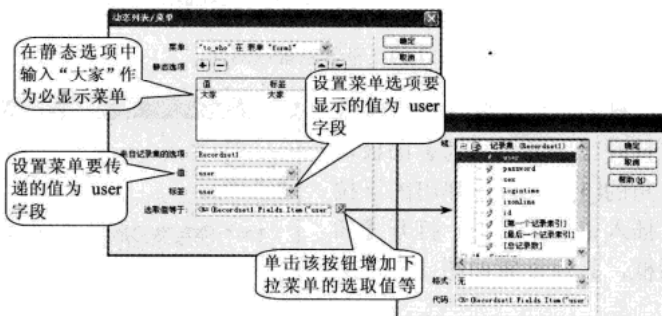 动态列表/菜单
菜单: "to_who" 在 表单 "form1"
确定
取消
静态选项
值 标签
大家 大家
在静态选项中
输入“大家”作
为必显示菜单
设置菜单选项要
显示的值为 user
字段
来自记录集的选项: Recordset1
值 user
标签 user
选取值等于: <%= (Recordset1.Fields.Item("user"
设置菜单要传
递的值为 user
字段
单击该按钮增加下
拉菜单的选取值等
域
记录集 (Recordset1)
user
password
sex
logintime
isonline
id
[第一个记录索引]
[最后一个记录索引]
[总记录数]
确定
取消
帮助(H)
格式: 无
代码: <%= (Recordset1.Fields.Item("user